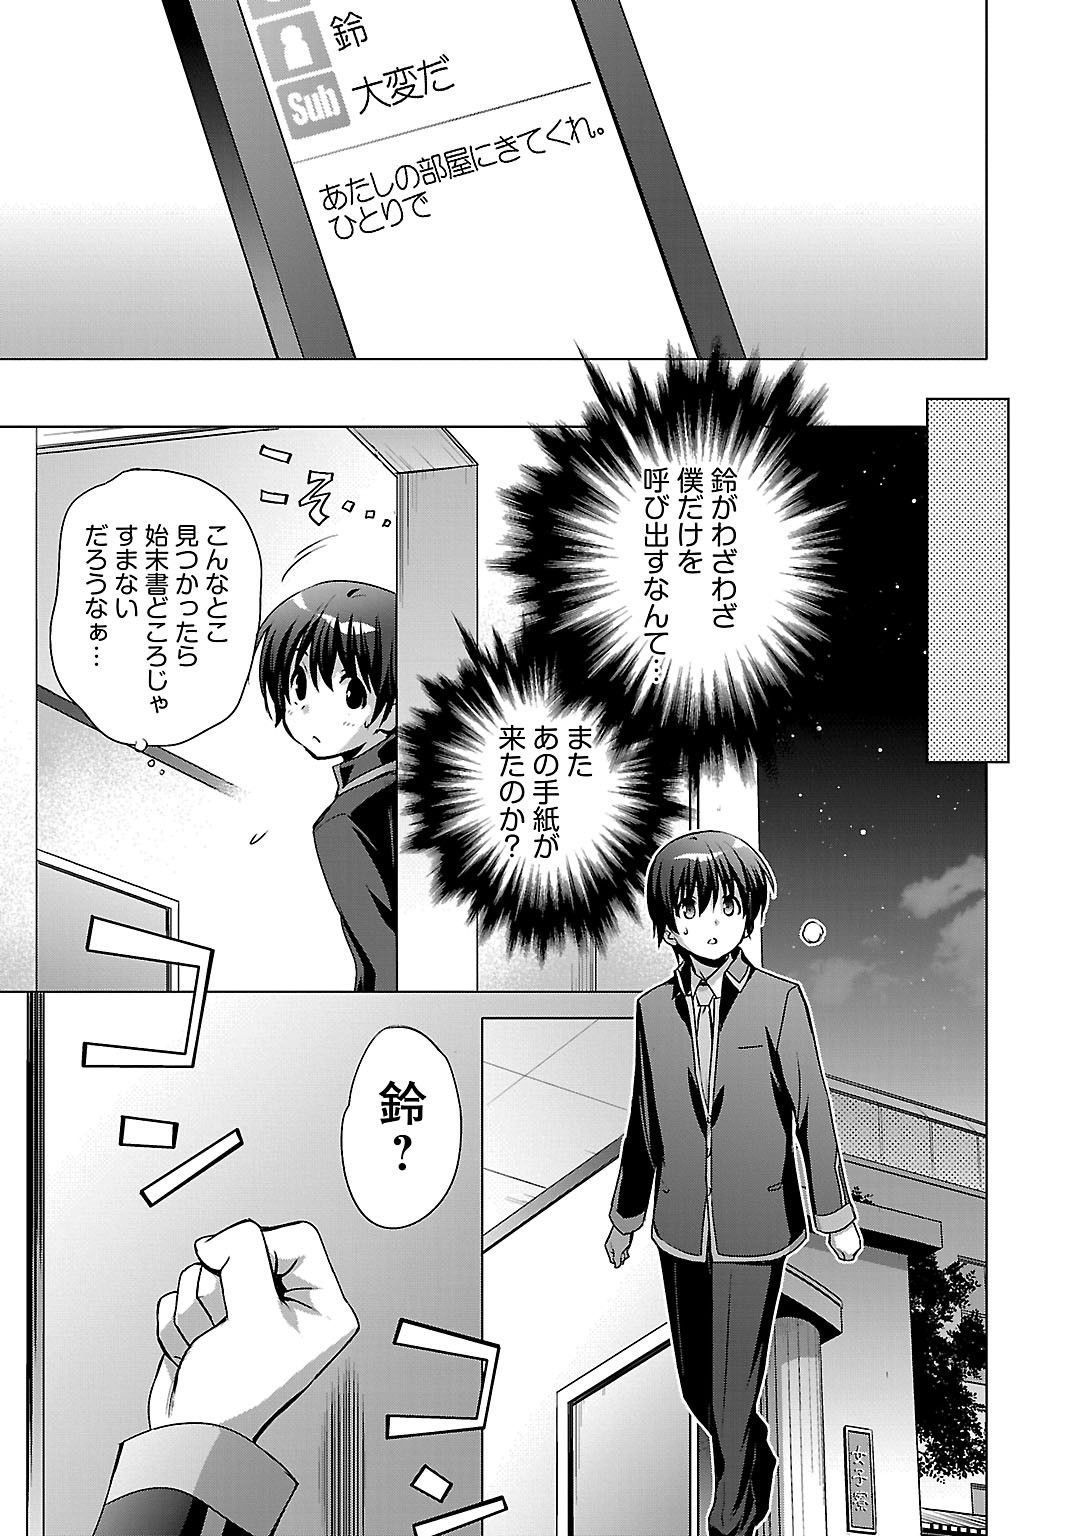 鈴
Sub 大変だ
あたしの部屋にきてくれ。
ひとりで
鈴がわざわざ
僕だけを
呼び出すなんて…
また
あの手紙が
来たのか?
女子寮
こそ…
こんなとこ
見つかったら
始末書どころじゃ
すまない
だろうなぁ…
鈴?
コン
コン